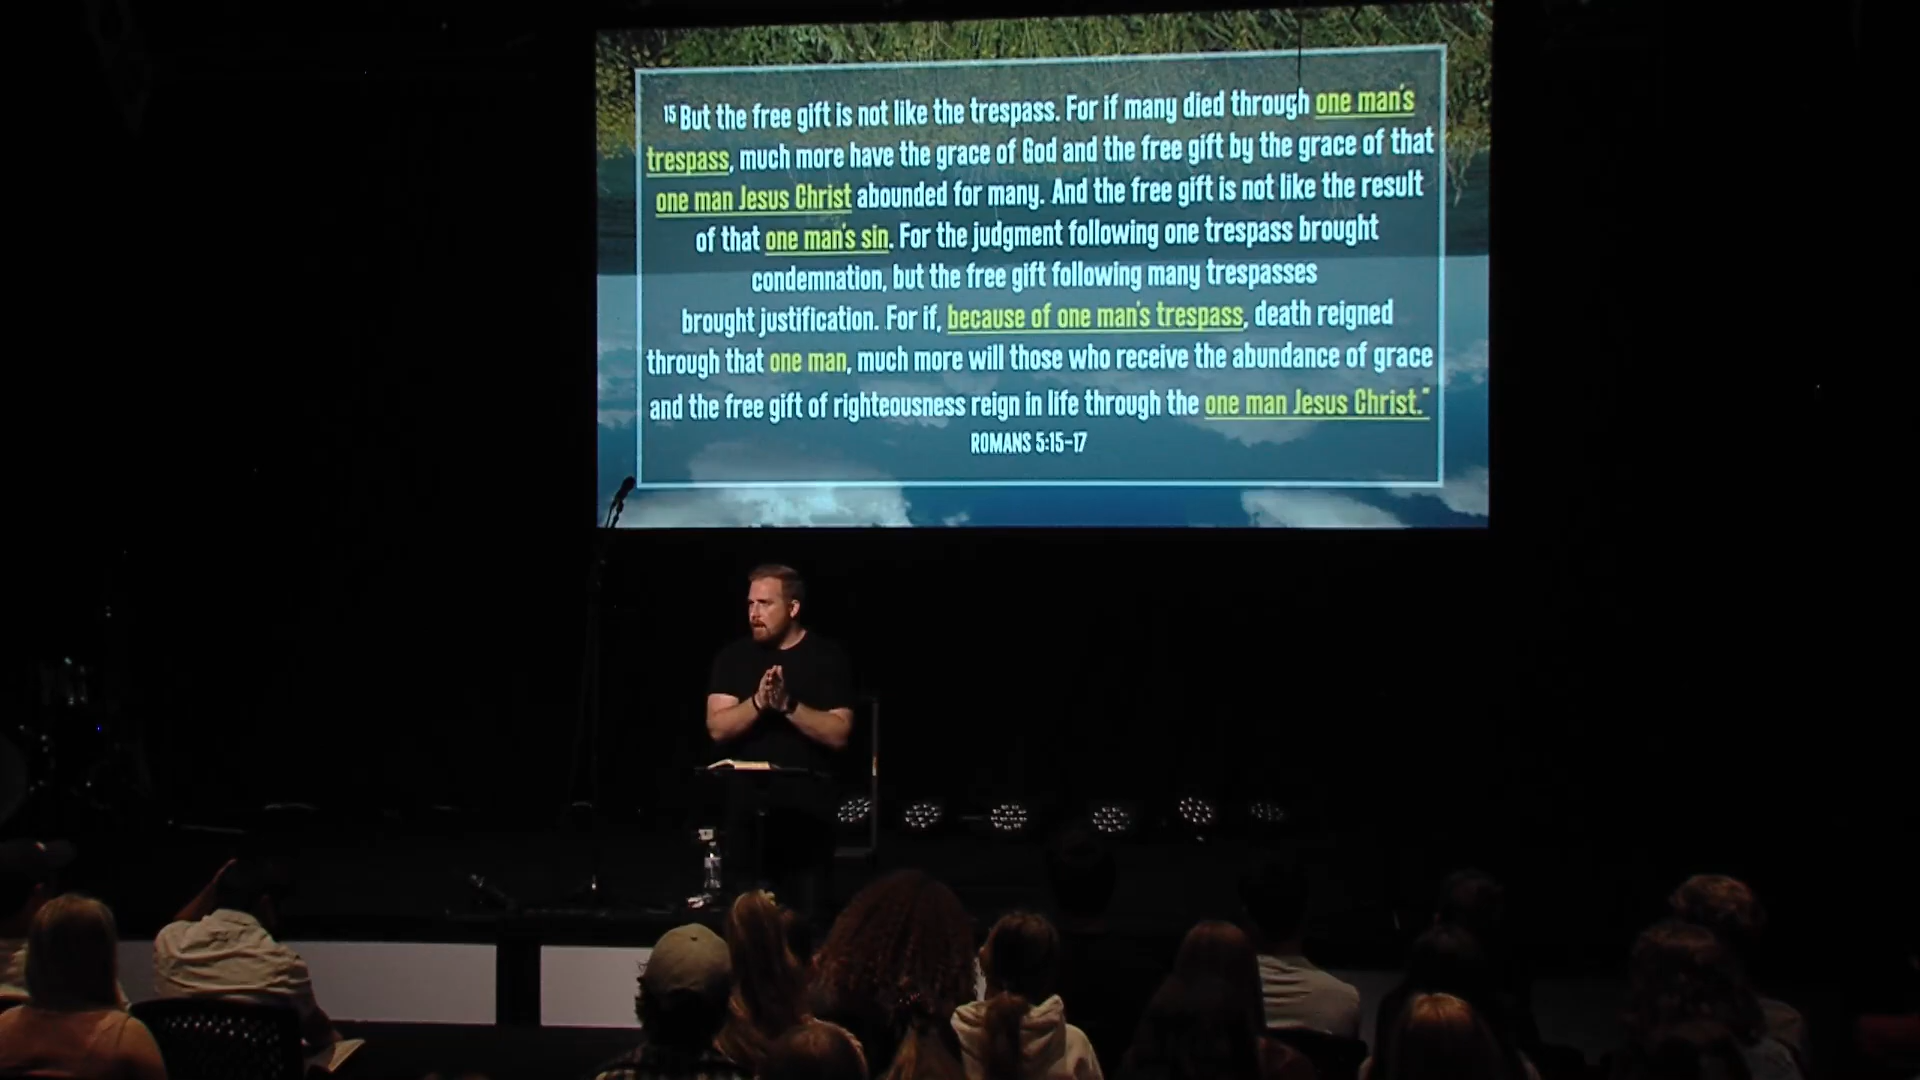 15 But the free gift is not like the trespass. For if many died through one man's
trespass, much more have the grace of God and the free gift by the grace of that
one man Jesus Christ abounded for many. And the free gift is not like the result
of that one man's sin. For the judgment following one trespass brought
condemnation, but the free gift following many trespasses
brought justification. For if, because of one man's trespass, death reigned
through that one man, much more will those who receive the abundance of grace
and the free gift of righteousness reign in life through the one man Jesus Christ."
ROMANS 5:15-17